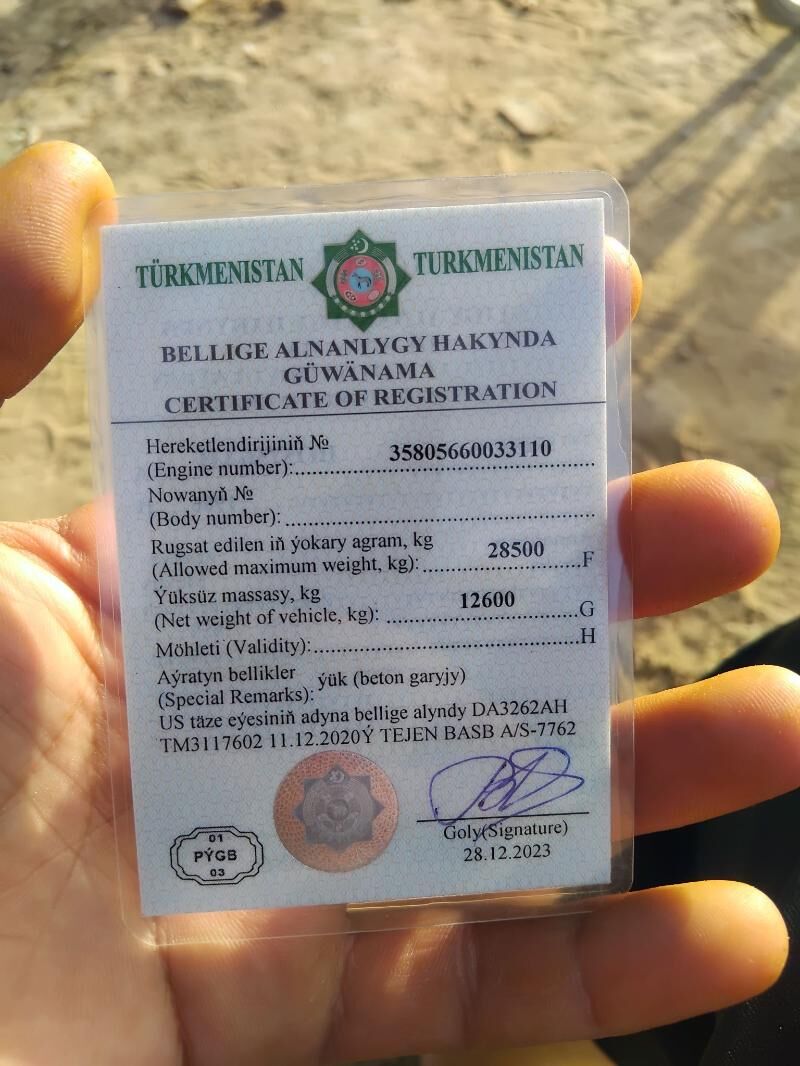 TÜRKMENISTAN TURKMENISTAN
BELLIGE ALNANLYGY HAKYNDA
GÜWÄNAMA
CERTIFICATE OF REGISTRATION
Hereketlendirijiniň №
(Engine number):..........35805660033110
Nowanyň №
(Body number): ..........
Rugsat edilen iň ýokary agram, kg
(Allowed maximum weight, kg):..........28500..........F
Ýüksüz massasy, kg
(Net weight of vehicle, kg): ..........12600..........G
Möhleti (Validity):..........H
Aýratyn bellikler
(Special Remarks): ýük (beton garyjy)
US täze eýesiniň adyna bellige alyndy DA3262AH
TM3117602 11.12.2020Ý TEJEN BASB A/S-7762
Goly(Signature)
28.12.2023
01
PÝGB
03